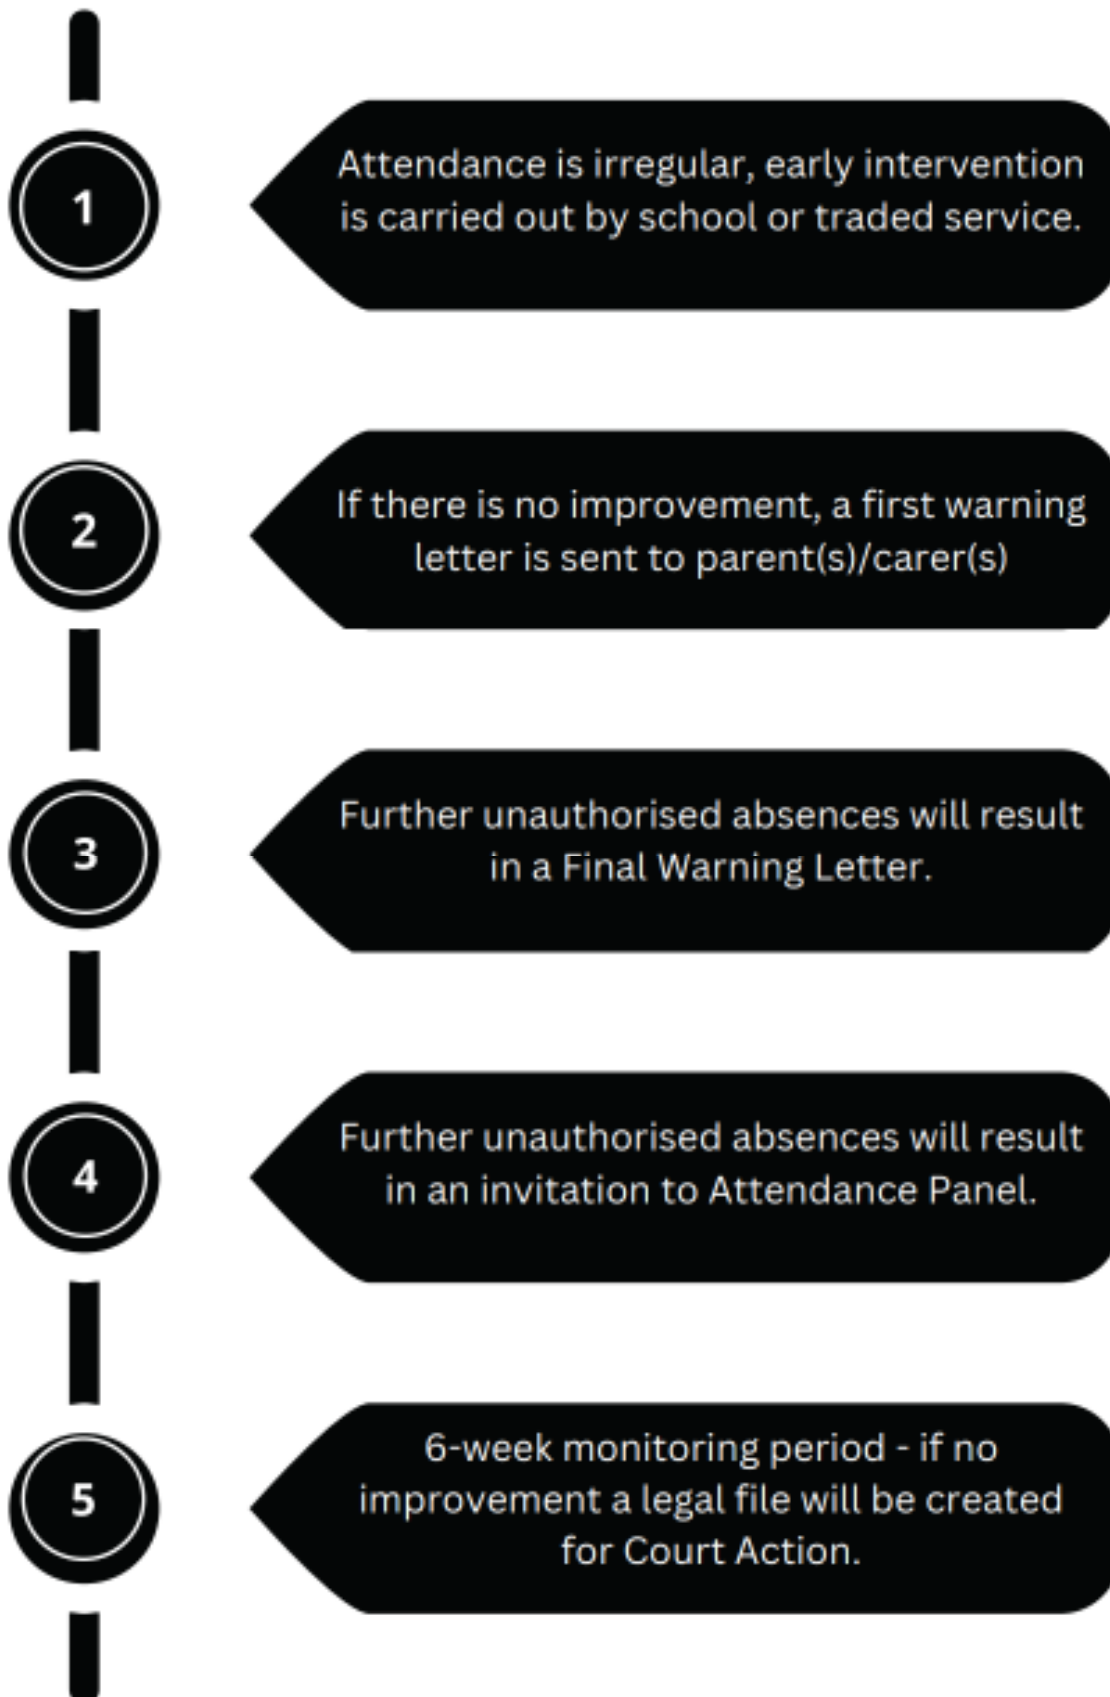 1
Attendance is irregular, early intervention
is carried out by school or traded service.
2
If there is no improvement, a first warning
letter is sent to parent(s)/carer(s)
3
Further unauthorised absences will result
in a Final Warning Letter.
4
Further unauthorised absences will result
in an invitation to Attendance Panel.
5
6-week monitoring period - if no
improvement a legal file will be created
for Court Action.